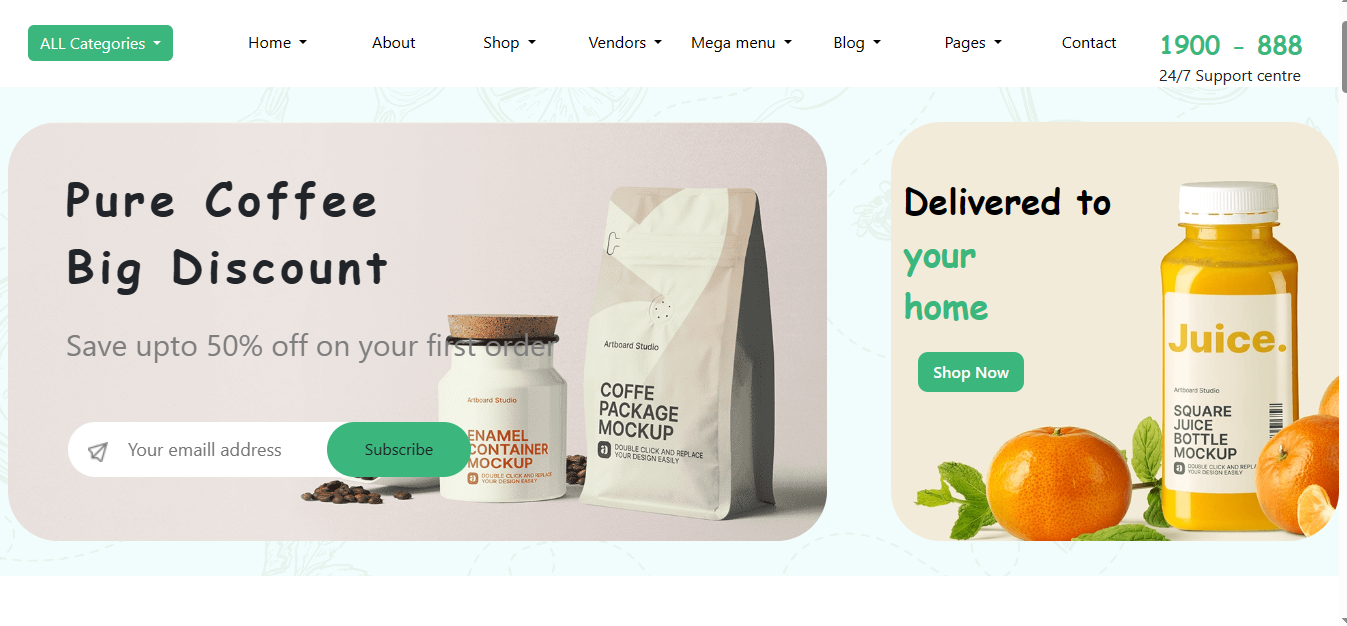 ALL Categories
Home
About
Shop
Vendors
Mega menu
Blog
Pages
Contact
1900 - 888
24/7 Support centre
Pure Coffee
Big Discount
Save upto 50% off on your first order
Your emaill address
Subscribe
Artboard Studio
ENAMEL
CONTAINER
MOCKUP
a
DOUBLE CLICK AND REPLACE
YOUR DESIGN EASILY
Artboard Studio
COFFE
PACKAGE
MOCKUP
a
DOUBLE CLICK AND REPLACE
YOUR DESIGN EASILY
Delivered to
your
home
Shop Now
Juice.
Artboard Studio
SQUARE
JUICE
BOTTLE
MOCKUP
a
DOUBLE CLICK AND REPL/
YOUR DESIGN EASILY